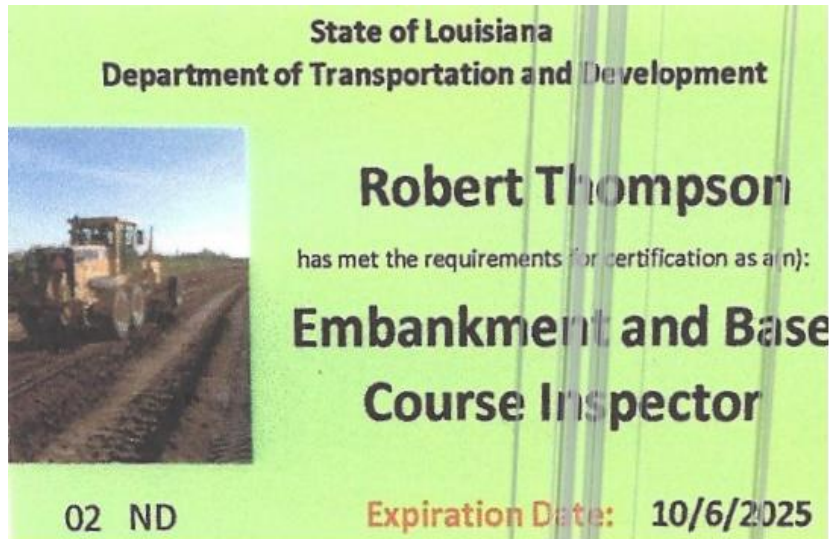 State of Louisiana
Department of Transportation and Development
Robert Thompson
has met the requirements for certification as a(n):
Embankment and Base
Course Inspector
02 ND
Expiration Date: 10/6/2025